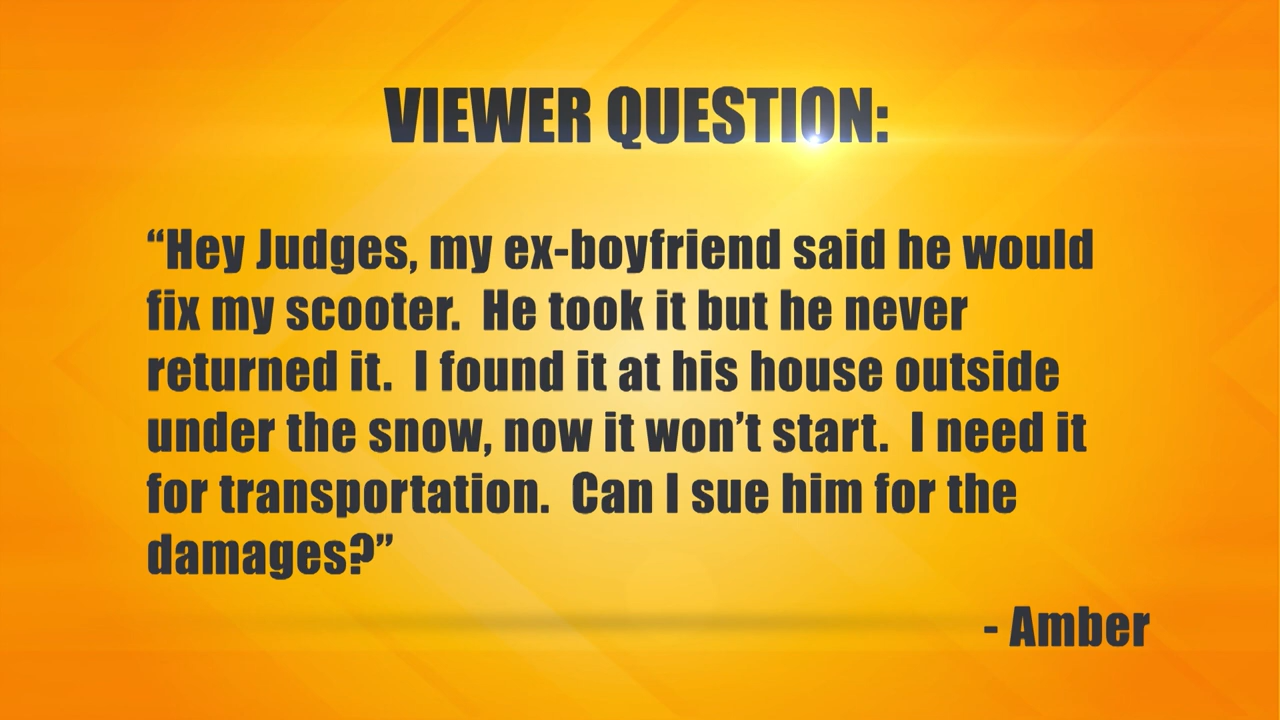 VIEWER QUESTION:
“Hey Judges, my ex-boyfriend said he would
fix my scooter.  He took it but he never
returned it.  I found it at his house outside
under the snow, now it won’t start.  I need it
for transportation.  Can I sue him for the
damages?”
- Amber